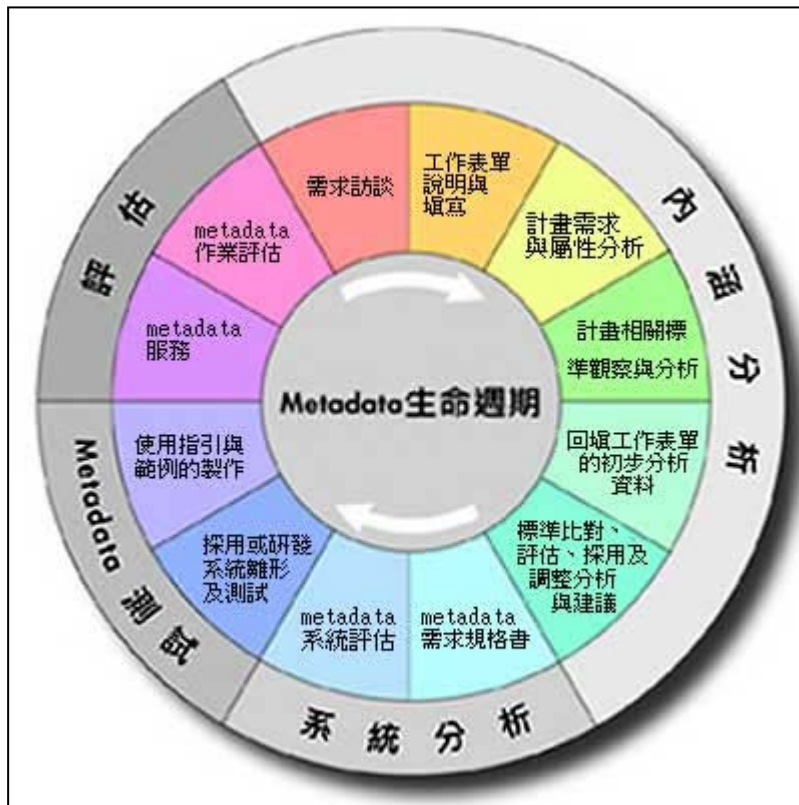 Metadata生命週期
內涵分析
需求訪談
工作表單
說明與
填寫
計畫需求
與屬性分析
計畫相關標
準觀察與分析
回填工作表單
的初步分析
資料
標準比對、
評估、採用及
調整分析
與建議
系統分析
metadata
需求規格書
metadata
系統評估
Metadata 測試
採用或研發
系統雛形
及測試
使用指引與
範例的製作
評估
metadata
服務
metadata
作業評估